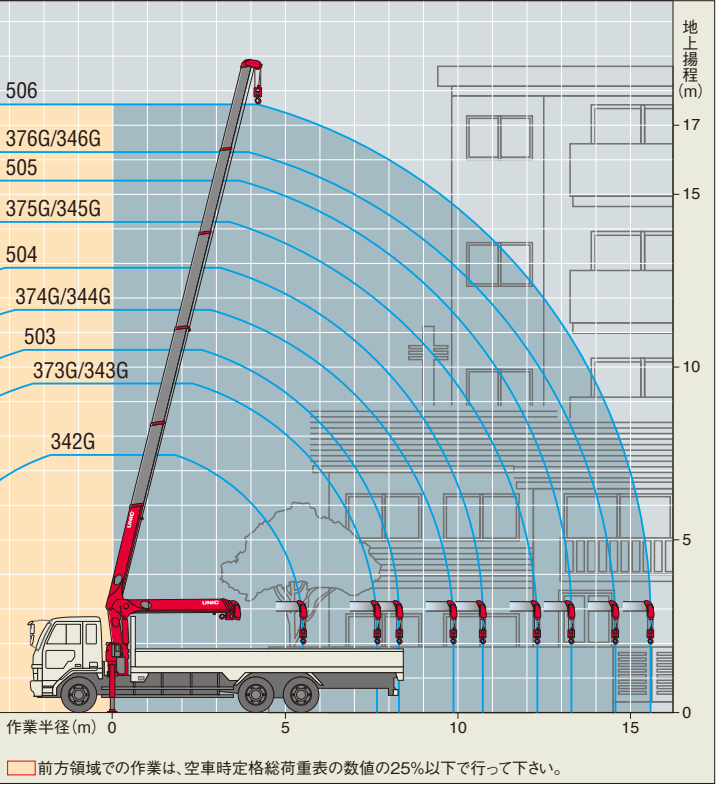 地上揚程(m)
506
17
376G/346G
505
15
375G/345G
504
374G/344G
503
10
373G/343G
342G
UNIC
5
UNIC
0
作業半径(m) 0 5 10 15
前方領域での作業は、空車時定格総荷重表の数値の25%以下で行って下さい。